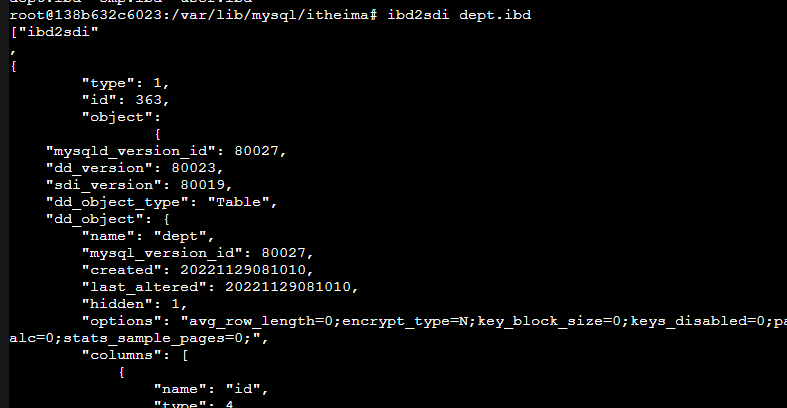 root@138b632c6023:/var/lib/mysql/itheima# ibd2sdi dept.ibd
["ibd2sdi"
,
{
        "type": 1,
        "id": 363,
        "object":
                {
    "mysqld_version_id": 80027,
    "dd_version": 80023,
    "sdi_version": 80019,
    "dd_object_type": "Table",
    "dd_object": {
        "name": "dept",
        "mysql_version_id": 80027,
        "created": 20221129081010,
        "last_altered": 20221129081010,
        "hidden": 1,
        "options": "avg_row_length=0;encrypt_type=N;key_block_size=0;keys_disabled=0;pa
alc=0;stats_sample_pages=0;",
        "columns": [
            {
                "name": "id",
                "type": 4